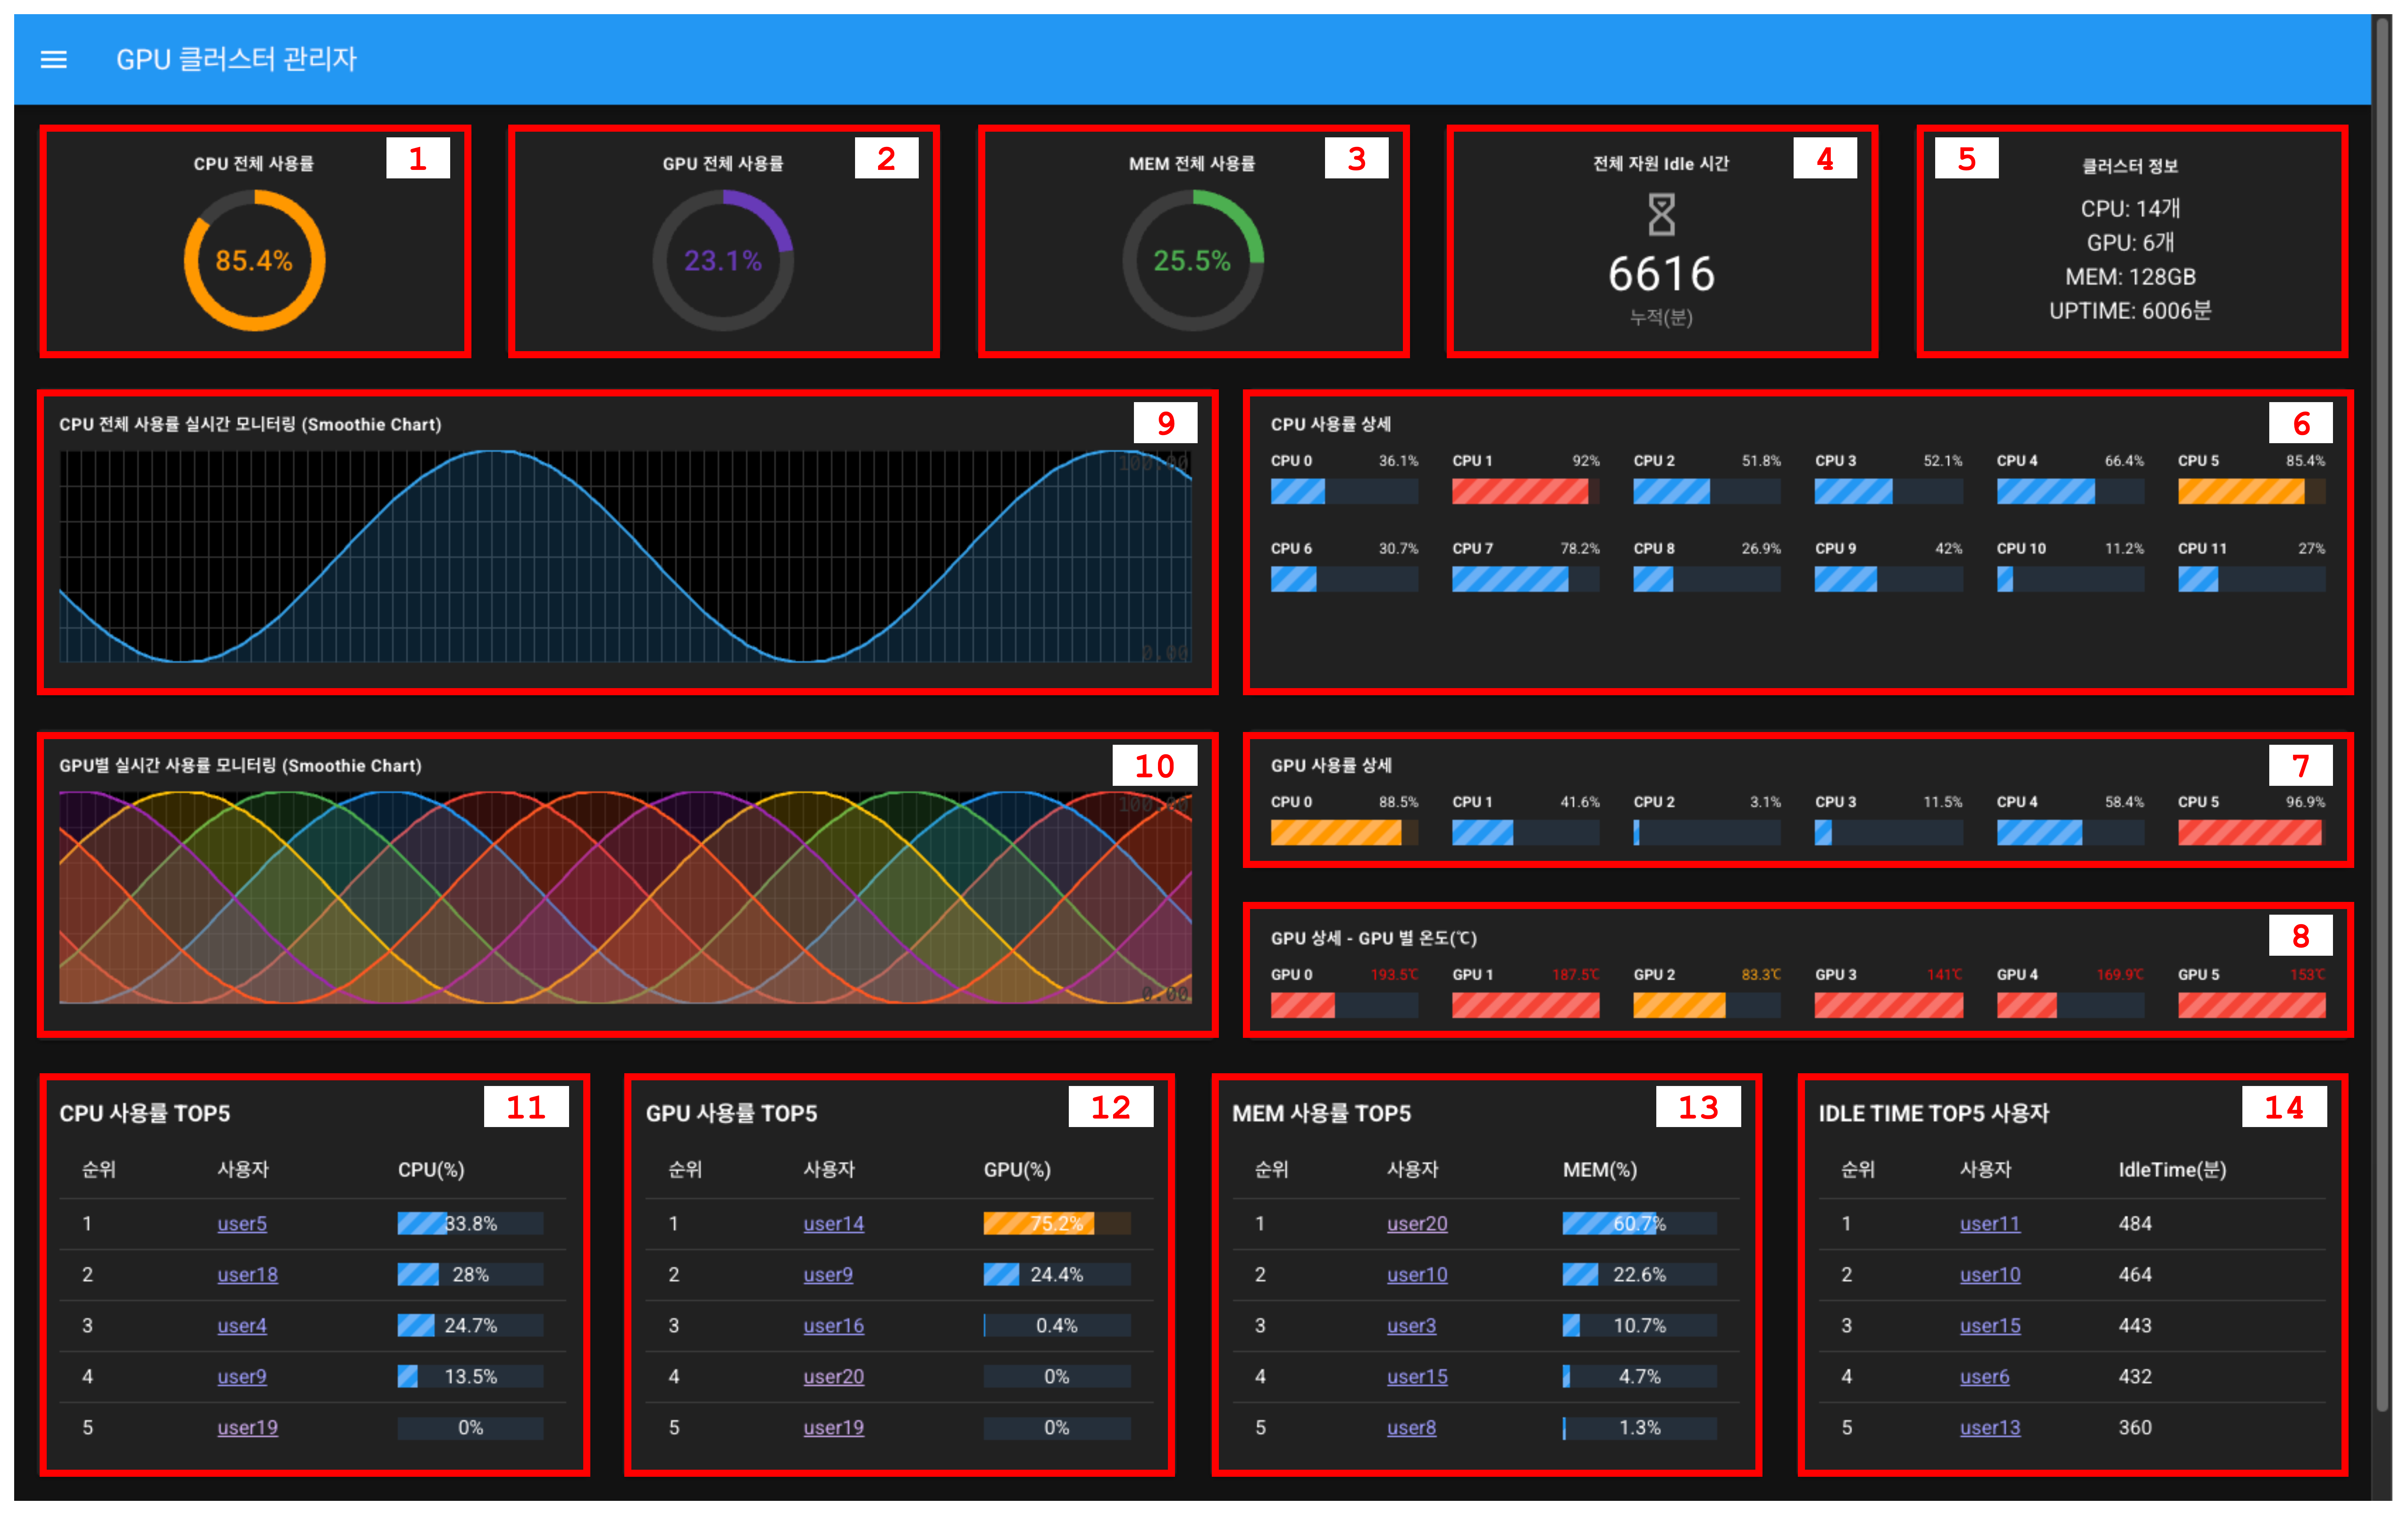 GPU 클러스터 관리자
CPU 전체 사용률
1
85.4%
GPU 전체 사용률
2
23.1%
MEM 전체 사용률
3
25.5%
전체 자원 Idle 시간
4
6616
누적(분)
5
클러스터 정보
CPU: 14개
GPU: 6개
MEM: 128GB
UPTIME: 6006분
CPU 전체 사용률 실시간 모니터링 (Smoothie Chart)
9
100.00
0.00
CPU 사용률 상세
6
CPU 0 36.1% CPU 1 92% CPU 2 51.8% CPU 3 52.1% CPU 4 66.4% CPU 5 85.4%
CPU 6 30.7% CPU 7 78.2% CPU 8 26.9% CPU 9 42% CPU 10 11.2% CPU 11 27%
GPU별 실시간 사용률 모니터링 (Smoothie Chart)
10
100.00
0.00
GPU 사용률 상세
7
CPU 0 88.5% CPU 1 41.6% CPU 2 3.1% CPU 3 11.5% CPU 4 58.4% CPU 5 96.9%
GPU 상세 - GPU 별 온도(℃)
8
GPU 0 193.5℃ GPU 1 187.5℃ GPU 2 83.3℃ GPU 3 141℃ GPU 4 169.9℃ GPU 5 153℃
CPU 사용률 TOP5
11
순위 사용자 CPU(%)
1 user5 33.8%
2 user18 28%
3 user4 24.7%
4 user9 13.5%
5 user19 0%
GPU 사용률 TOP5
12
순위 사용자 GPU(%)
1 user14 75.2%
2 user9 24.4%
3 user16 0.4%
4 user20 0%
5 user19 0%
MEM 사용률 TOP5
13
순위 사용자 MEM(%)
1 user20 60.7%
2 user10 22.6%
3 user3 10.7%
4 user15 4.7%
5 user8 1.3%
IDLE TIME TOP5 사용자
14
순위 사용자 IdleTime(분)
1 user11 484
2 user10 464
3 user15 443
4 user6 432
5 user13 360